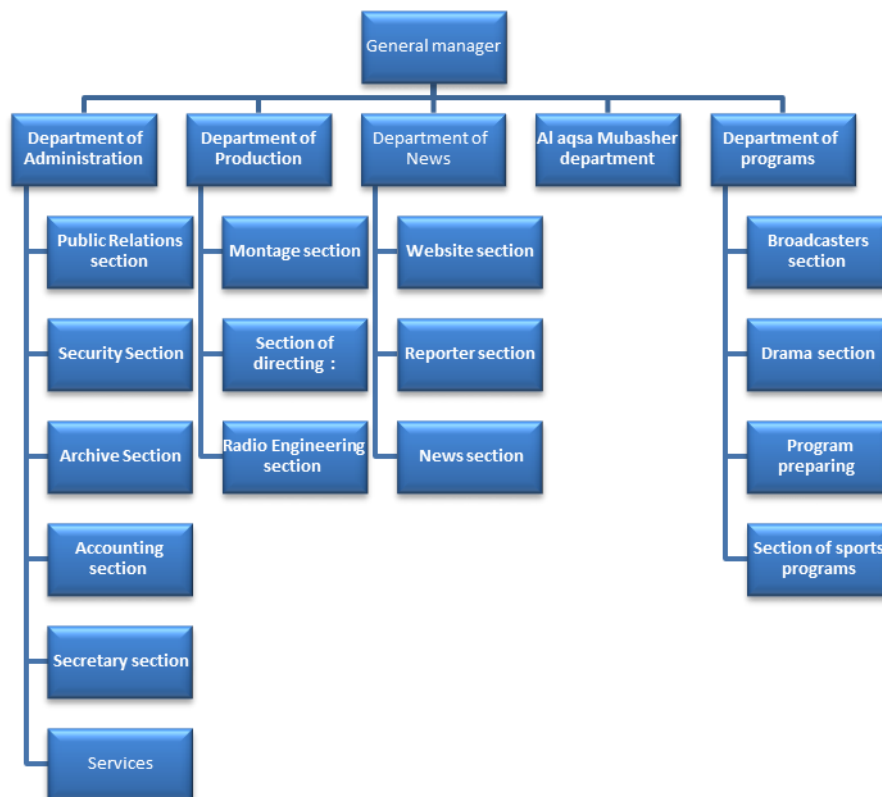 General manager
Department of
Administration
Department of
Production
Department of
News
Al aqsa Mubasher
department
Department of
programs
Public Relations
section
Security Section
Archive Section
Accounting
section
Secretary section
Services
Montage section
Section of
directing :
Radio Engineering
section
Website section
Reporter section
News section
Broadcasters
section
Drama section
Program
preparing
Section of sports
programs